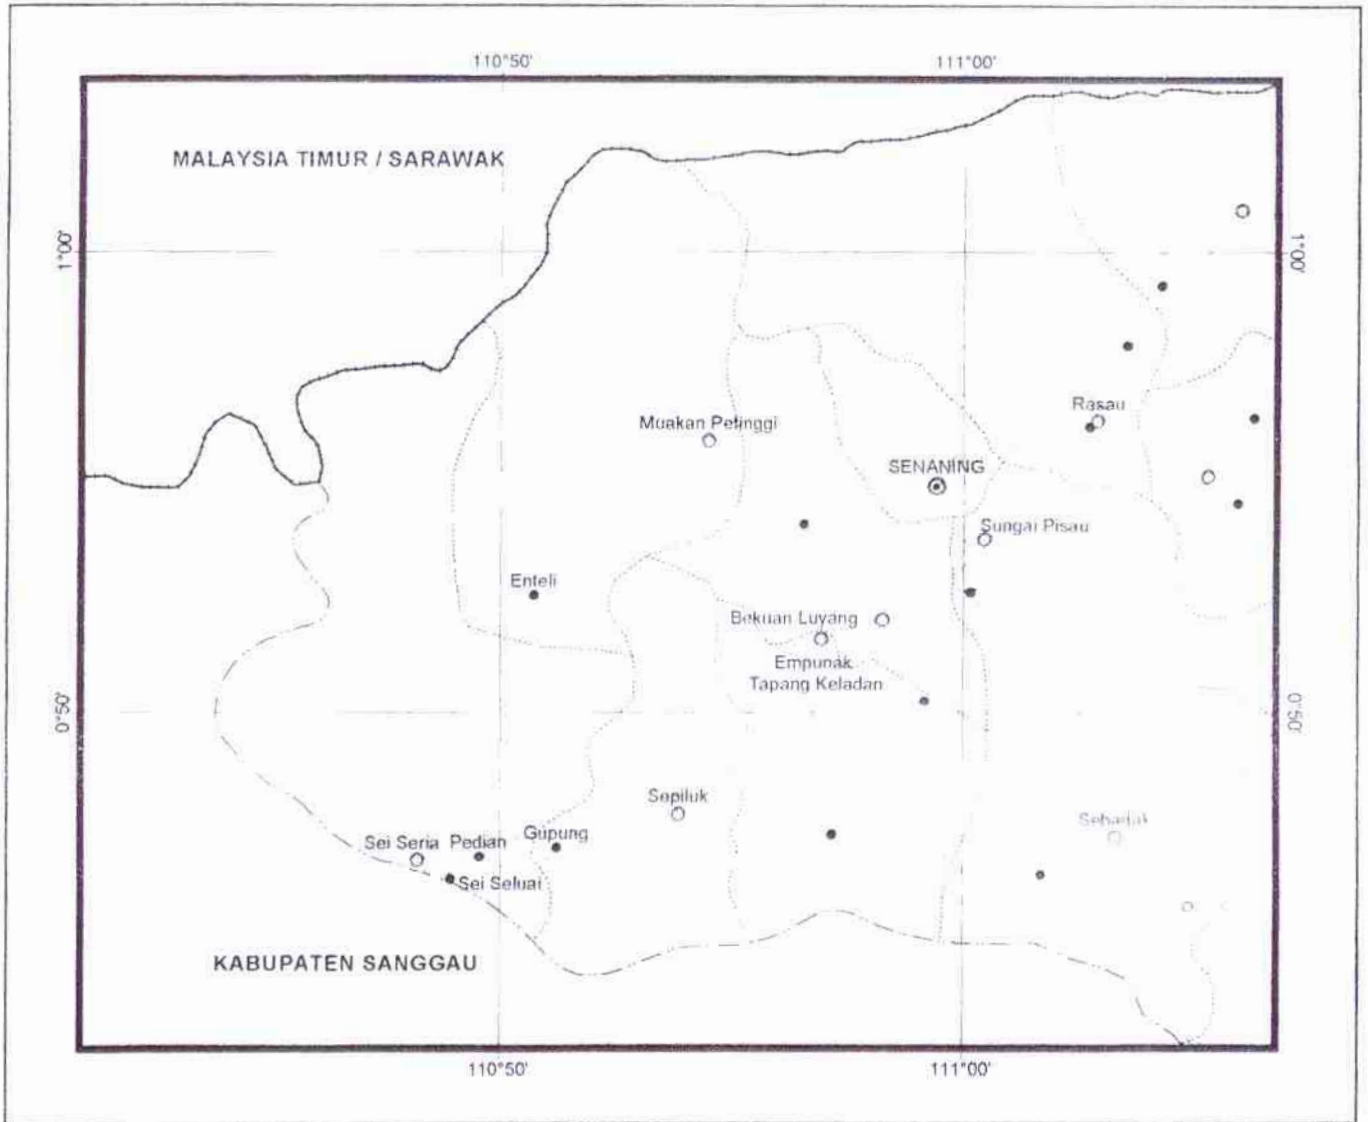 110°50'
111°00'
MALAYSIA TIMUR / SARAWAK
1°00'
1°00'
Rasau
Muakan Petinggi
SENANING
Sungai Pisau
Enteli
Bekuan Luyang
Empunak
Tapang Keladan
0°50'
0°50'
Sepiluk
Sebadak
Gupung
Sei Seria
Pedian
Sei Seluai
KABUPATEN SANGGAU
110°50'
111°00'